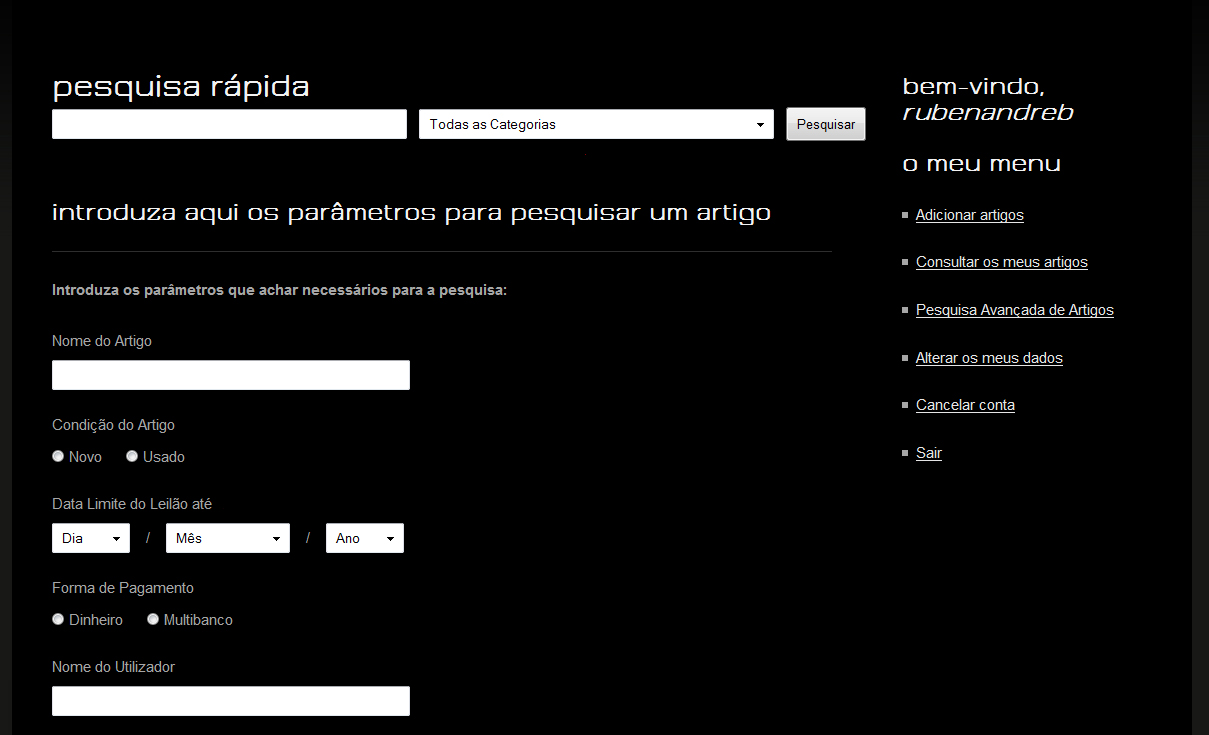 pesquisa rápida
Todas as Categorias
Pesquisar
introduza aqui os parâmetros para pesquisar um artigo
Introduza os parâmetros que achar necessários para a pesquisa:
Nome do Artigo
Condição do Artigo
Novo Usado
Data Limite do Leilão até
Dia / Mês / Ano
Forma de Pagamento
Dinheiro Multibanco
Nome do Utilizador
bem-vindo,
rubenandreb
o meu menu
Adicionar artigos
Consultar os meus artigos
Pesquisa Avançada de Artigos
Alterar os meus dados
Cancelar conta
Sair